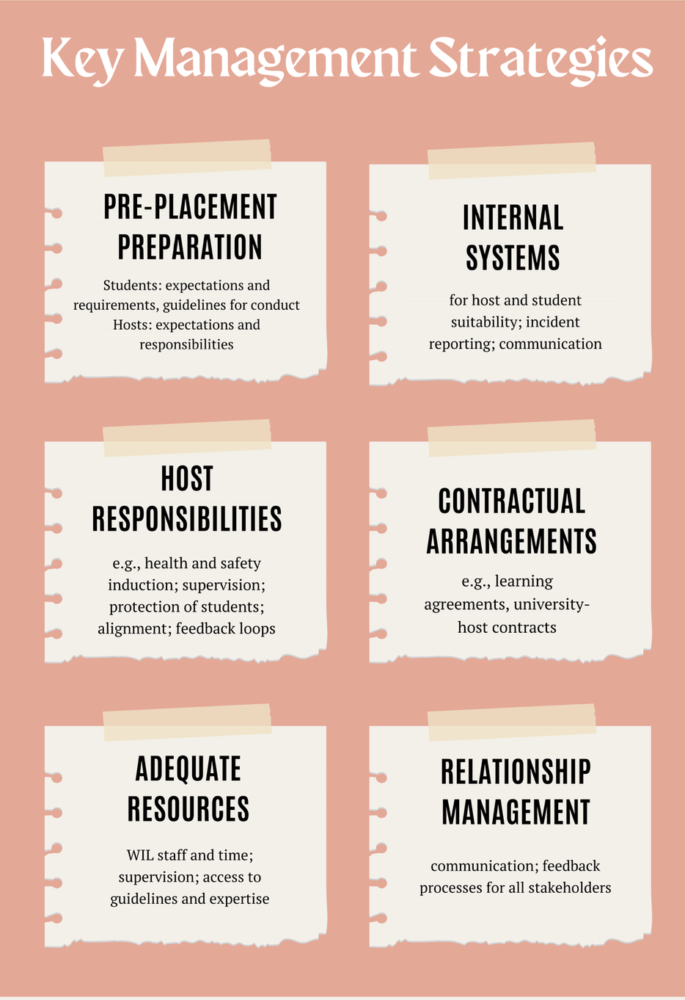 Key Management Strategies
PRE-PLACEMENT
PREPARATION
Students: expectations and
requirements, guidelines for conduct
Hosts: expectations and
responsibilities
INTERNAL
SYSTEMS
for host and student
suitability; incident
reporting; communication
HOST
RESPONSIBILITIES
e.g., health and safety
induction; supervision;
protection of students;
alignment; feedback loops
CONTRACTUAL
ARRANGEMENTS
e.g., learning
agreements, university-
host contracts
ADEQUATE
RESOURCES
WIL staff and time;
supervision; access to
guidelines and expertise
RELATIONSHIP
MANAGEMENT
communication; feedback
processes for all stakeholders